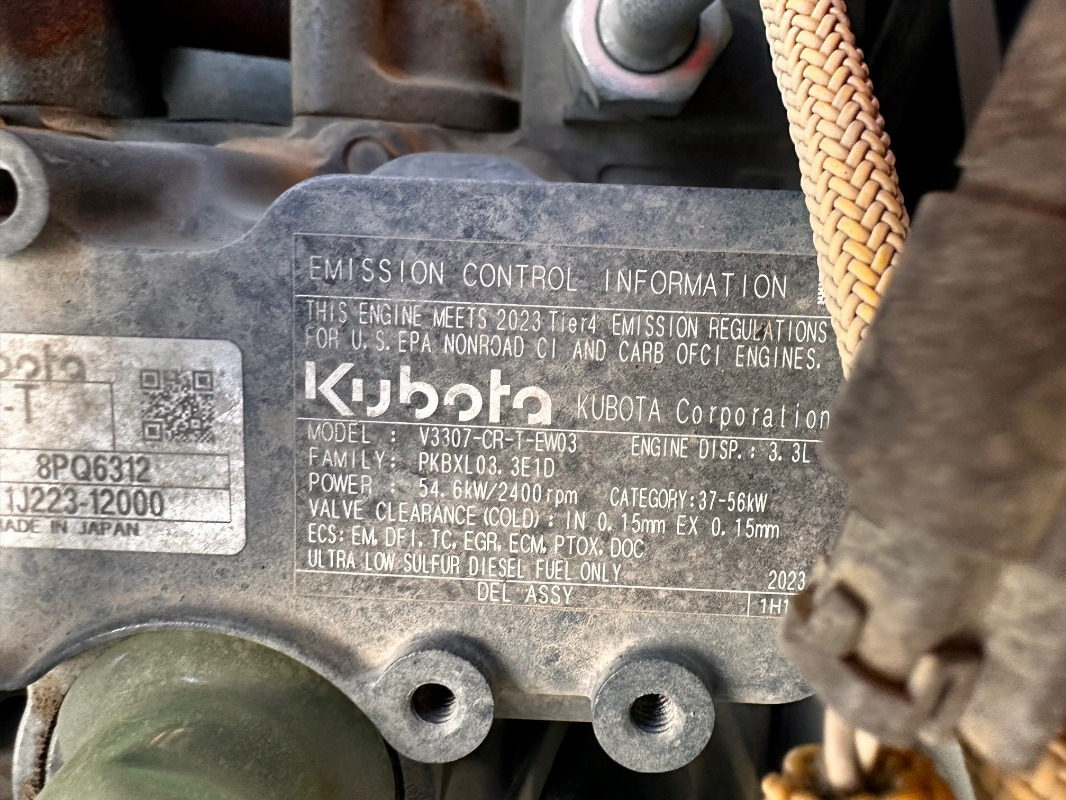 EMISSION CONTROL INFORMATION
THIS ENGINE MEETS 2023 Tier4 EMISSION REGULATIONS
FOR U.S. EPA NONROAD CI AND CARB OFCI ENGINES.
Kubota KUBOTA Corporation
MODEL : V3307-CR-T-EW03 ENGINE DISP.: 3.3L
FAMILY: PKBXL03.3E1D
POWER : 54.6kW/2400rpm CATEGORY:37-56kW
VALVE CLEARANCE (COLD) : IN 0.15mm EX 0.15mm
ECS: EM, DFI, TC, EGR, ECM, PTOX, DOC
ULTRA LOW SULFUR DIESEL FUEL ONLY 2023
DEL ASSY 1H1
-T
8PQ6312
1J223-12000
MADE IN JAPAN